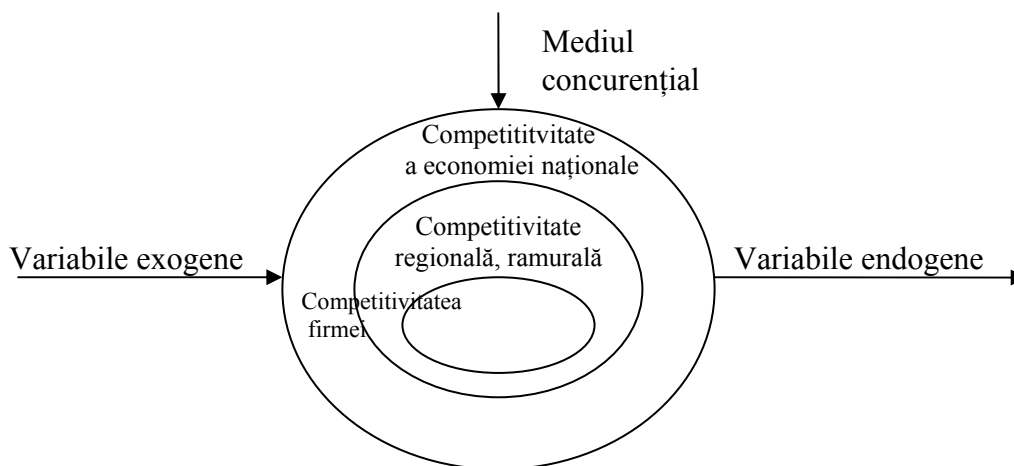 Mediul
concurențial
Competititvitate
a economiei naționale
Competitivitate
regională, ramurală
Variabile exogene
Variabile endogene
Competitivitatea
firmei